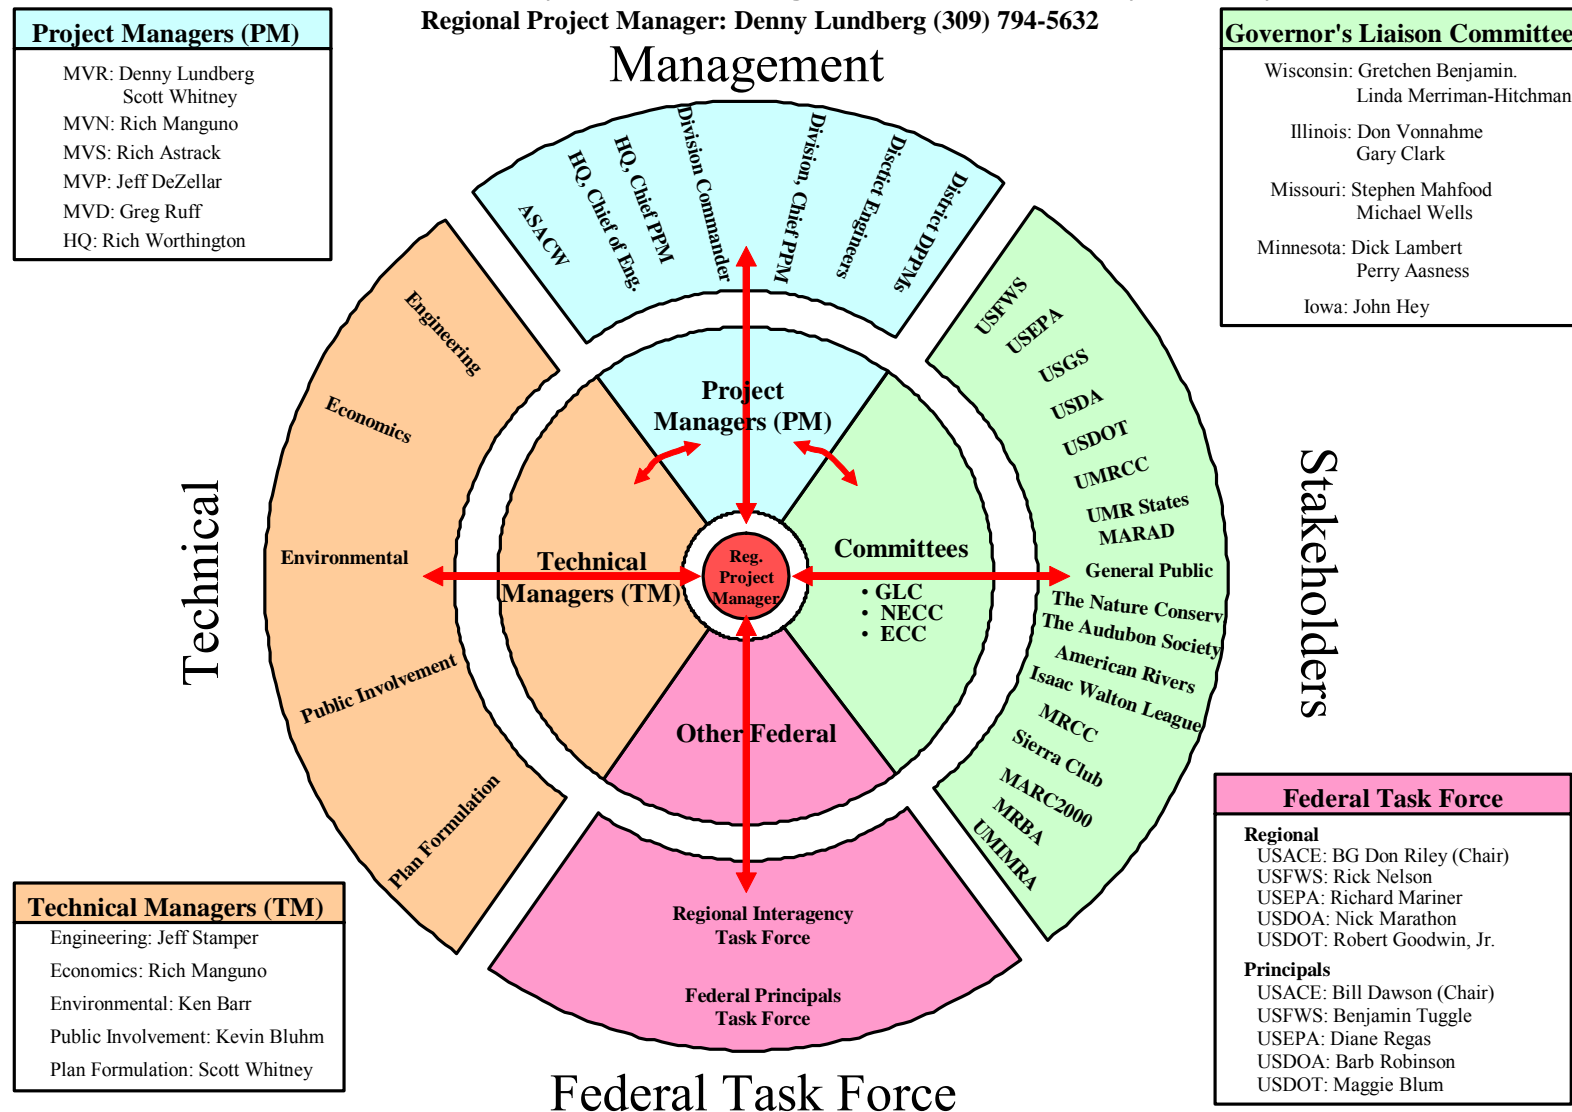 Regional Project Manager: Denny Lundberg (309) 794-5632
Management
Project Managers (PM)
MVR: Denny Lundberg
Scott Whitney
MVN: Rich Manguno
MVS: Rich Astrack
MVP: Jeff DeZellar
MVD: Greg Ruff
HQ: Rich Worthington
Governor's Liaison Committee
Wisconsin: Gretchen Benjamin.
Linda Merriman-Hitchman
Illinois: Don Vonnahme
Gary Clark
Missouri: Stephen Mahfood
Michael Wells
Minnesota: Dick Lambert
Perry Aasness
Iowa: John Hey
ASACW
HQ, Chief of Eng.
HQ, Chief PPM
Division Commander
Division, Chief PPM
Disctict Engineers
District DPPMs
Technical
Engineering
Economics
Environmental
Public Involvement
Plan Formulation
Project
Managers (PM)
Technical
Managers (TM)
Reg.
Project
Manager
Committees
• GLC
• NECC
• ECC
Other Federal
USFWS
USEPA
USGS
USDA
USDOT
UMRCC
UMR States
MARAD
General Public
The Nature Conserv
The Audubon Society
American Rivers
Isaac Walton League
MRCC
Sierra Club
MARC2000
MRBA
UMIMRA
Stakeholders
Regional Interagency
Task Force
Federal Principals
Task Force
Federal Task Force
Technical Managers (TM)
Engineering: Jeff Stamper
Economics: Rich Manguno
Environmental: Ken Barr
Public Involvement: Kevin Bluhm
Plan Formulation: Scott Whitney
Federal Task Force
Regional
USACE: BG Don Riley (Chair)
USFWS: Rick Nelson
USEPA: Richard Mariner
USDOA: Nick Marathon
USDOT: Robert Goodwin, Jr.
Principals
USACE: Bill Dawson (Chair)
USFWS: Benjamin Tuggle
USEPA: Diane Regas
USDOA: Barb Robinson
USDOT: Maggie Blum